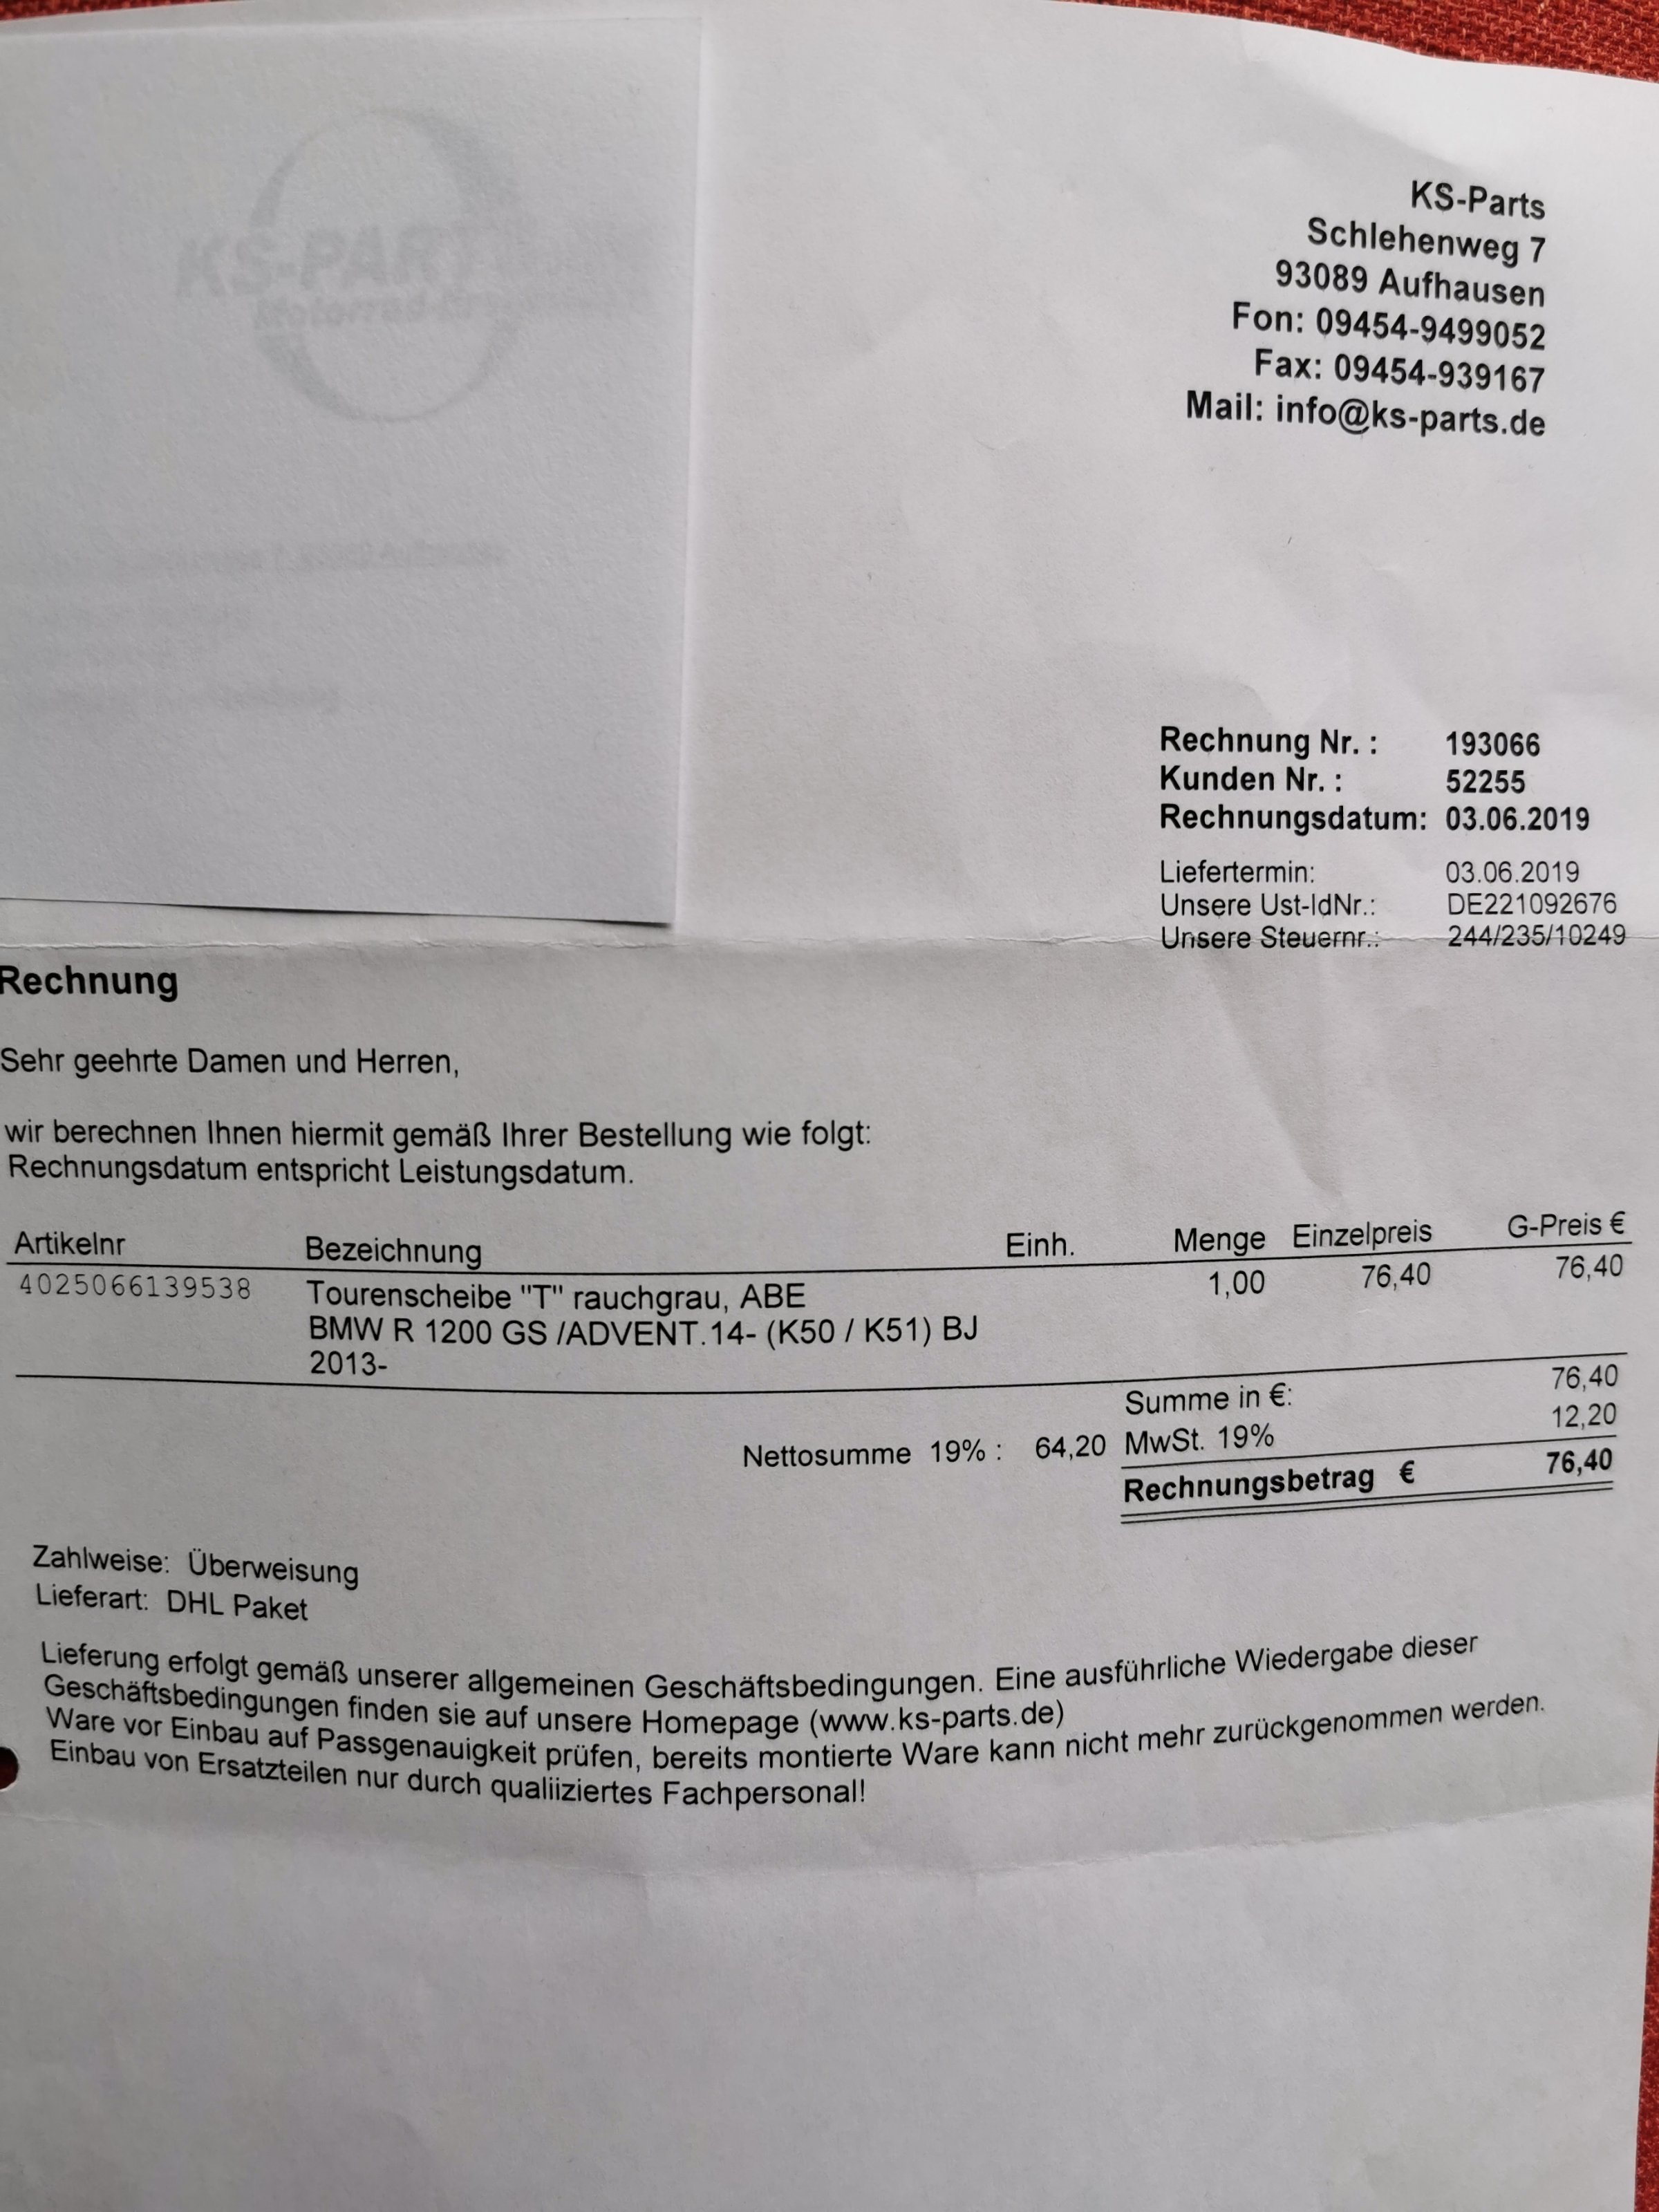 KS-PART
KS-Parts
Schlehenweg 7
93089 Aufhausen
Fon: 09454-9499052
Fax: 09454-939167
Mail: info@ks-parts.de
Rechnung Nr. : 193066
Kunden Nr. : 52255
Rechnungsdatum: 03.06.2019
Liefertermin: 03.06.2019
Unsere Ust-IdNr.: DE221092676
Unsere Steuernr.: 244/235/10249
Rechnung
Sehr geehrte Damen und Herren,
wir berechnen Ihnen hiermit gemäß Ihrer Bestellung wie folgt:
Rechnungsdatum entspricht Leistungsdatum.
Artikelnr Bezeichnung Einh. Menge Einzelpreis G-Preis €
4025066139538 Tourenscheibe "T" rauchgrau, ABE 1,00 76,40 76,40
BMW R 1200 GS /ADVENT.14- (K50 / K51) BJ
2013-
Summe in €: 76,40
Nettosumme 19% : 64,20 MwSt. 19% 12,20
Rechnungsbetrag € 76,40
Zahlweise: Überweisung
Lieferart: DHL Paket
Lieferung erfolgt gemäß unserer allgemeinen Geschäftsbedingungen. Eine ausführliche Wiedergabe dieser
Geschäftsbedingungen finden sie auf unsere Homepage (www.ks-parts.de)
Ware vor Einbau auf Passgenauigkeit prüfen, bereits montierte Ware kann nicht mehr zurückgenommen werden.
Einbau von Ersatzteilen nur durch qualiiziertes Fachpersonal!